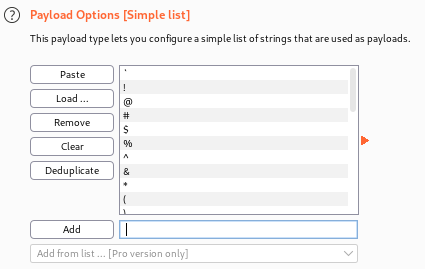 ? Payload Options [Simple list]
This payload type lets you configure a simple list of strings that are used as payloads.
Paste
Load ...
Remove
Clear
Deduplicate
`
!
@
#
$
%
^
&
*
(
)
Add
Add from list ... [Pro version only]